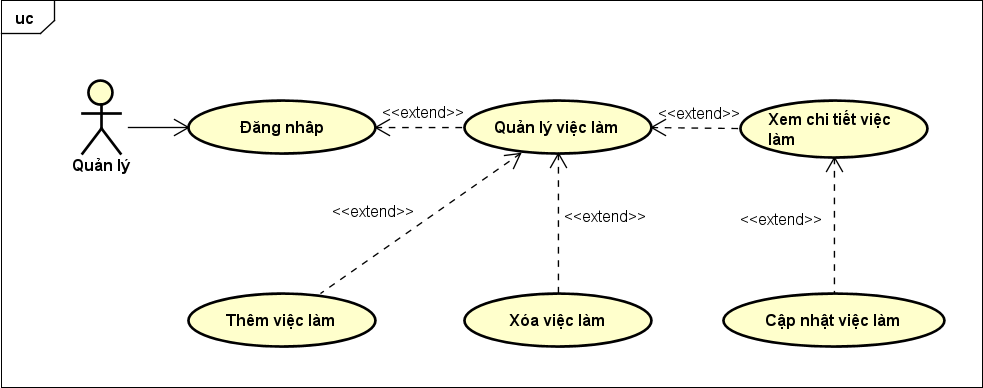 uc
Quản lý
Đăng nhâp
<<extend>>
Quản lý việc làm
<<extend>>
Xem chi tiết việc
làm
<<extend>>
<<extend>>
<<extend>>
Thêm việc làm
Xóa việc làm
Cập nhật việc làm